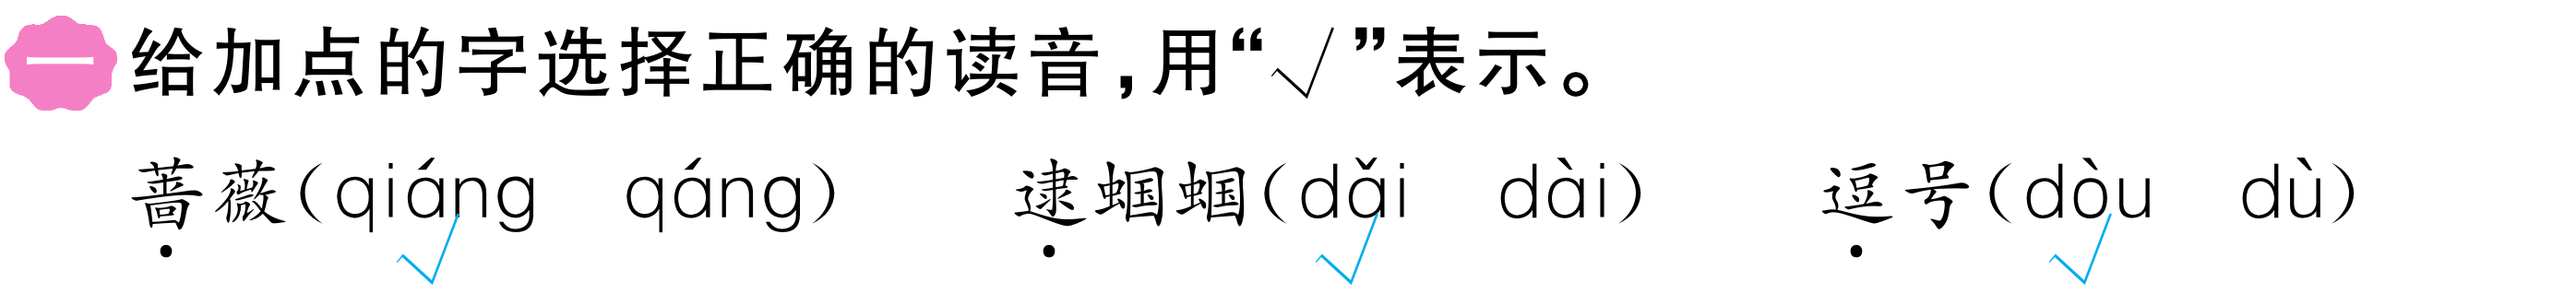 一 给加点的字选择正确的读音,用“√”表示。
蔷薇(qiáng qáng) 逮蝈蝈(dǎi dài) 逗号(dòu dù)
√ √ √